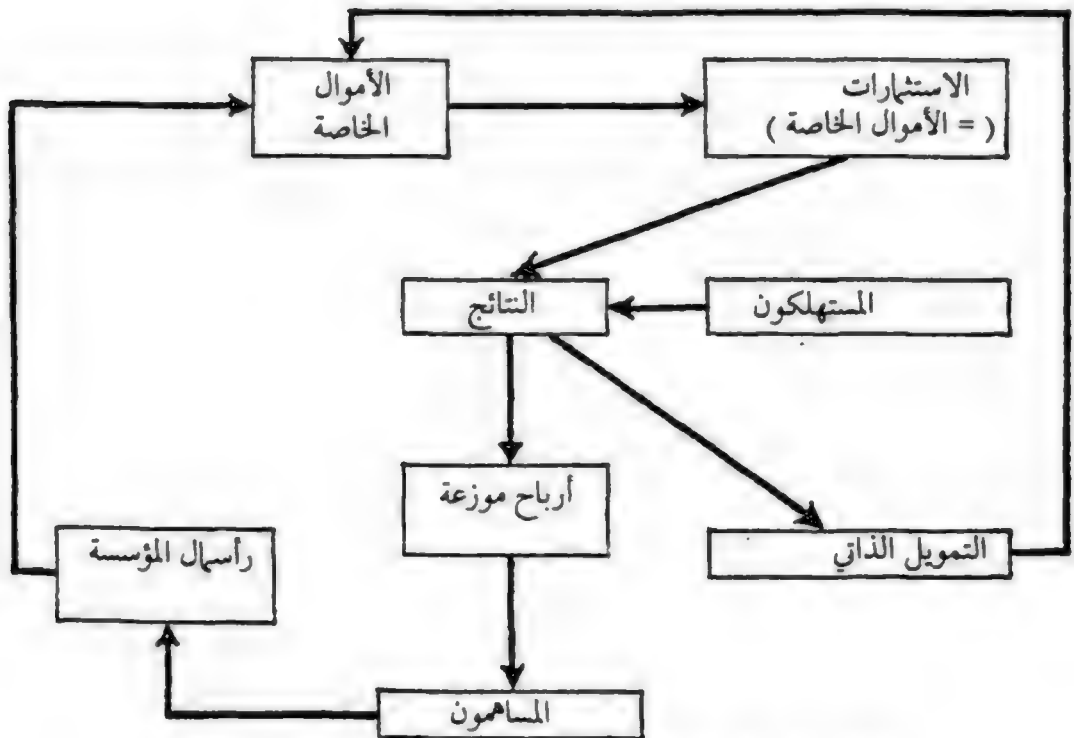 الأموال
الخاصة
الاستثمارات
( = الأموال الخاصة )
النتائج
المستهلكون
أرباح موزعة
رأسمال المؤسسة
التمويل الذاتي
المساهمون